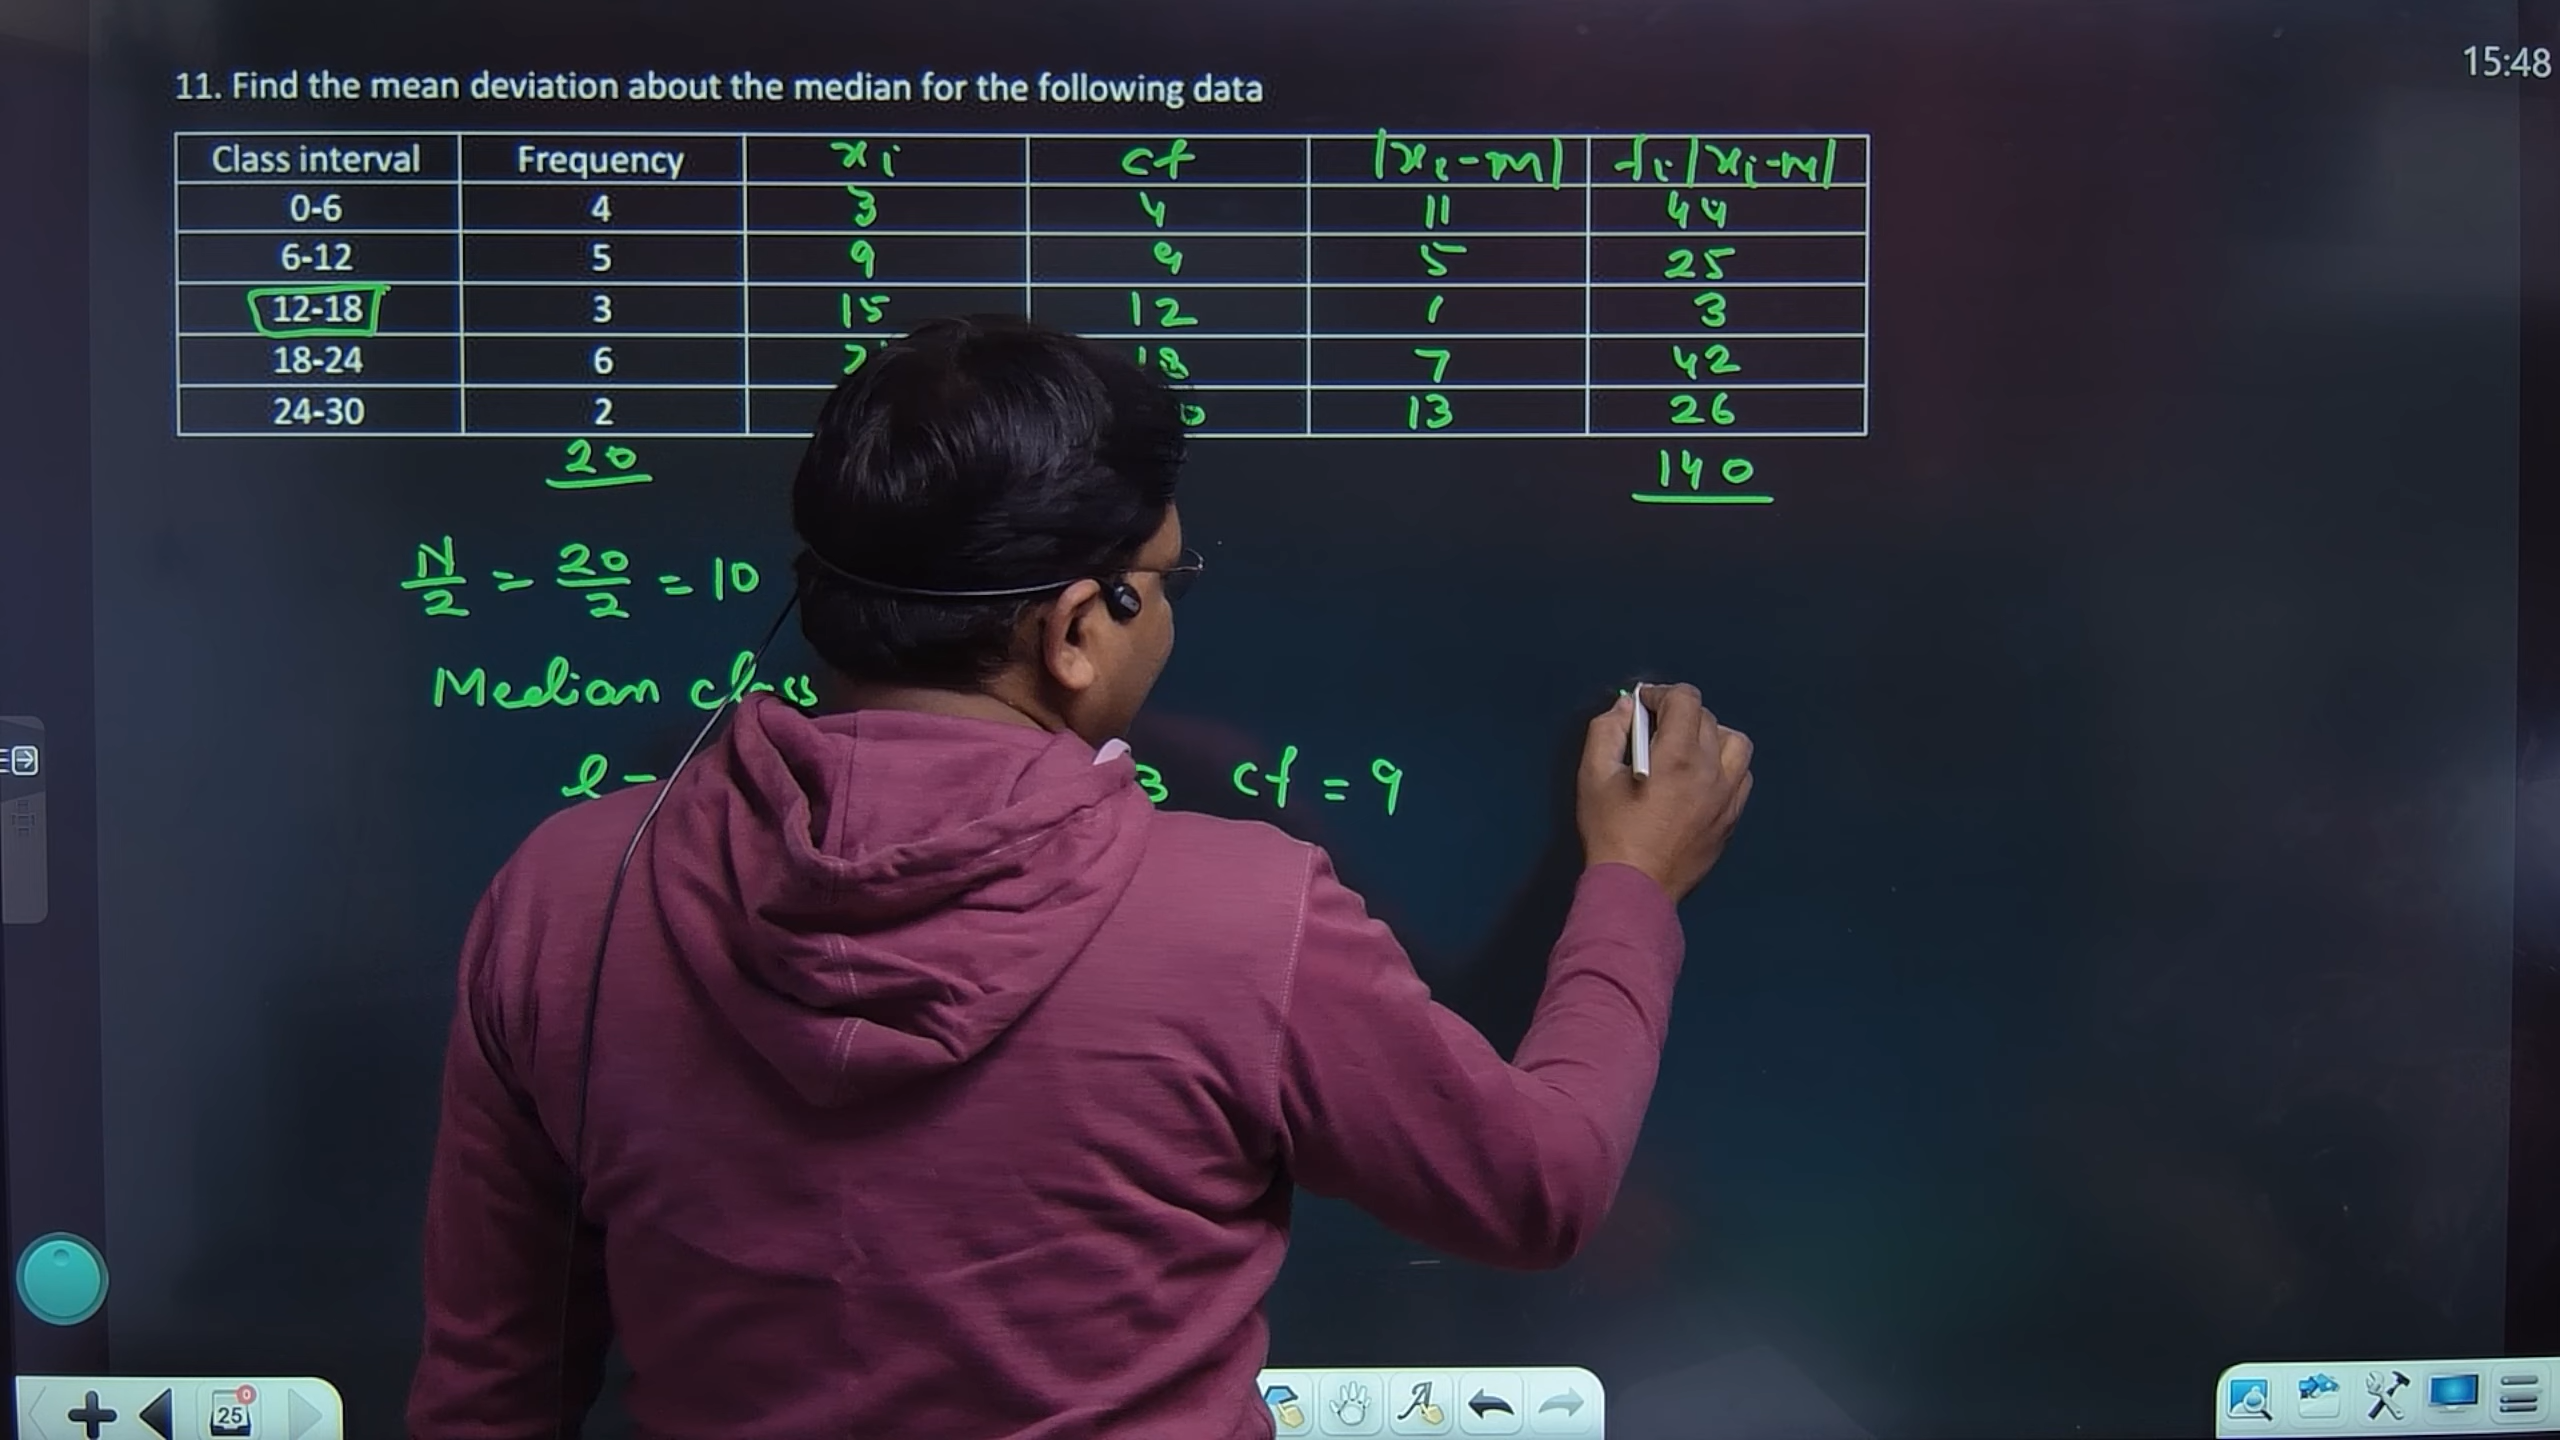 15:48
11. Find the mean deviation about the median for the following data
Class interval Frequency xi cf |xi-m| fi|xi-m|
0-6 4 3 4 11 44
6-12 5 9 9 5 25
12-18 3 15 12 1 3
18-24 6 18 7 42
24-30 2 13 26
20 140
N/2 = 20/2 = 10
Median class
l = 3 cf = 9
25
0